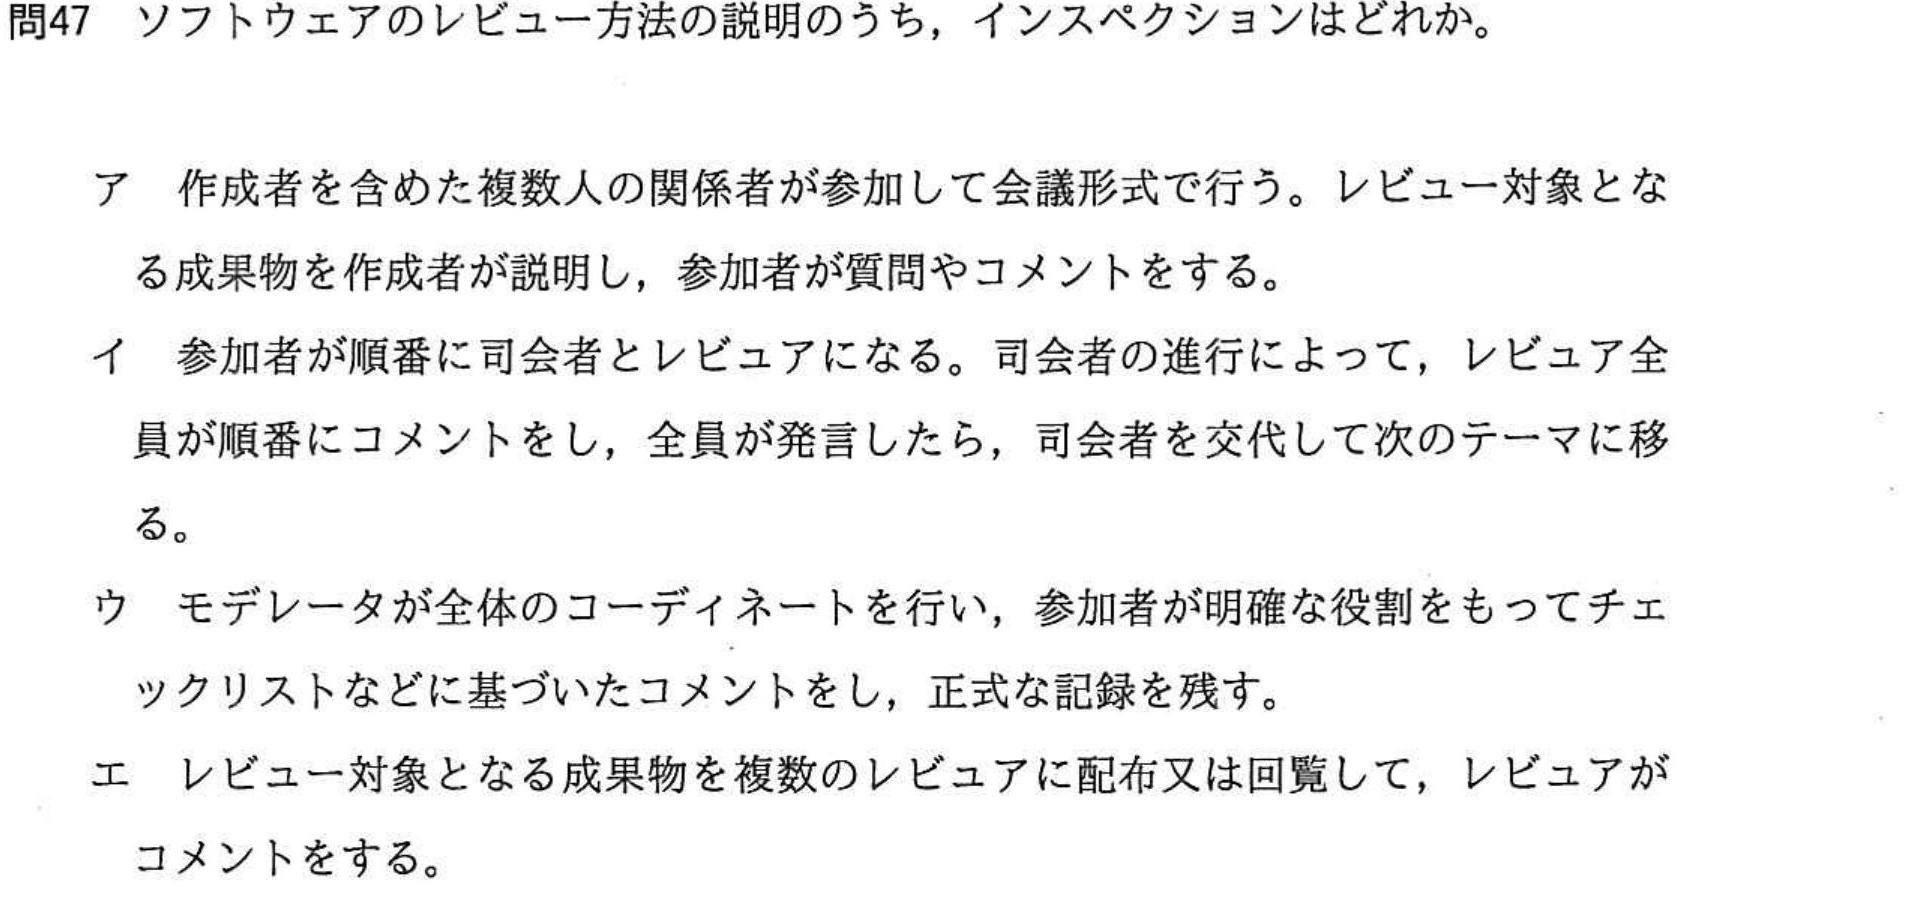 問47　ソフトウェアのレビュー方法の説明のうち，インスペクションはどれか。
ア　作成者を含めた複数人の関係者が参加して会議形式で行う。レビュー対象とな
る成果物を作成者が説明し，参加者が質問やコメントをする。
イ　参加者が順番に司会者とレビュアになる。司会者の進行によって，レビュア全
員が順番にコメントをし，全員が発言したら，司会者を交代して次のテーマに移
る。
ウ　モデレータが全体のコーディネートを行い，参加者が明確な役割をもってチェ
ックリストなどに基づいたコメントをし，正式な記録を残す。
エ　レビュー対象となる成果物を複数のレビュアに配布又は回覧して，レビュアが
コメントをする。